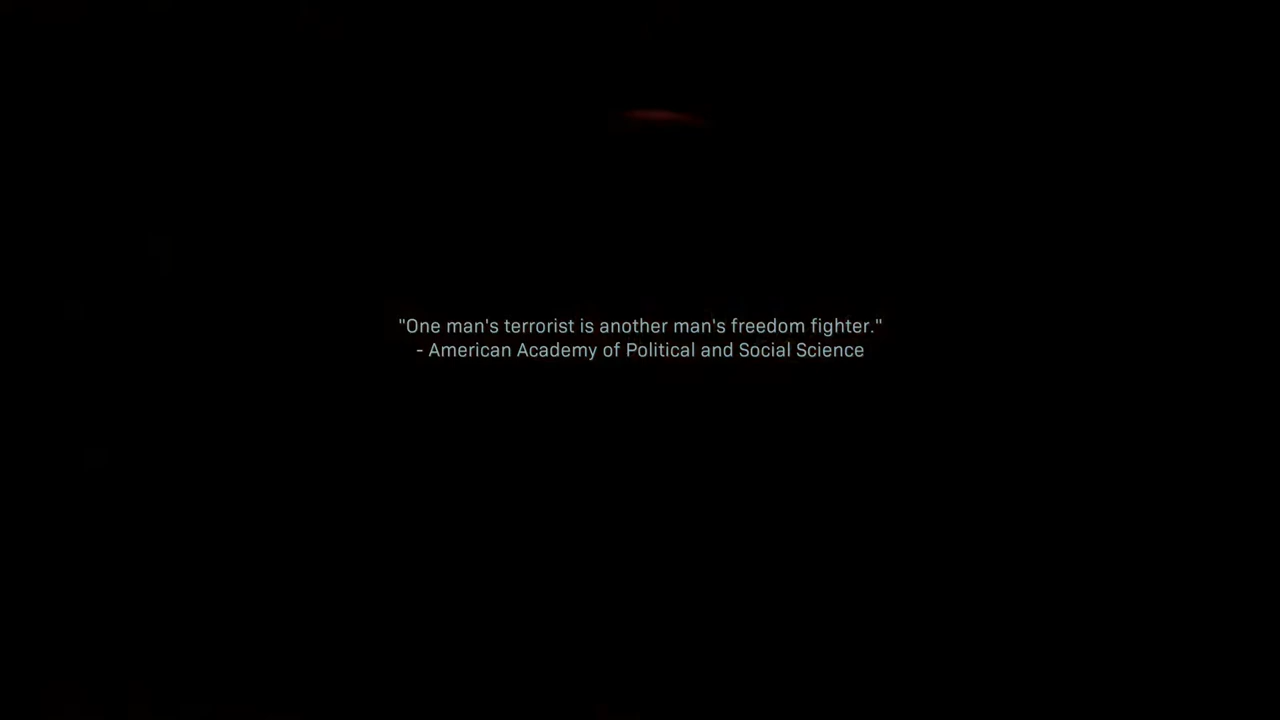 "One man's terrorist is another man's freedom fighter."
- American Academy of Political and Social Science